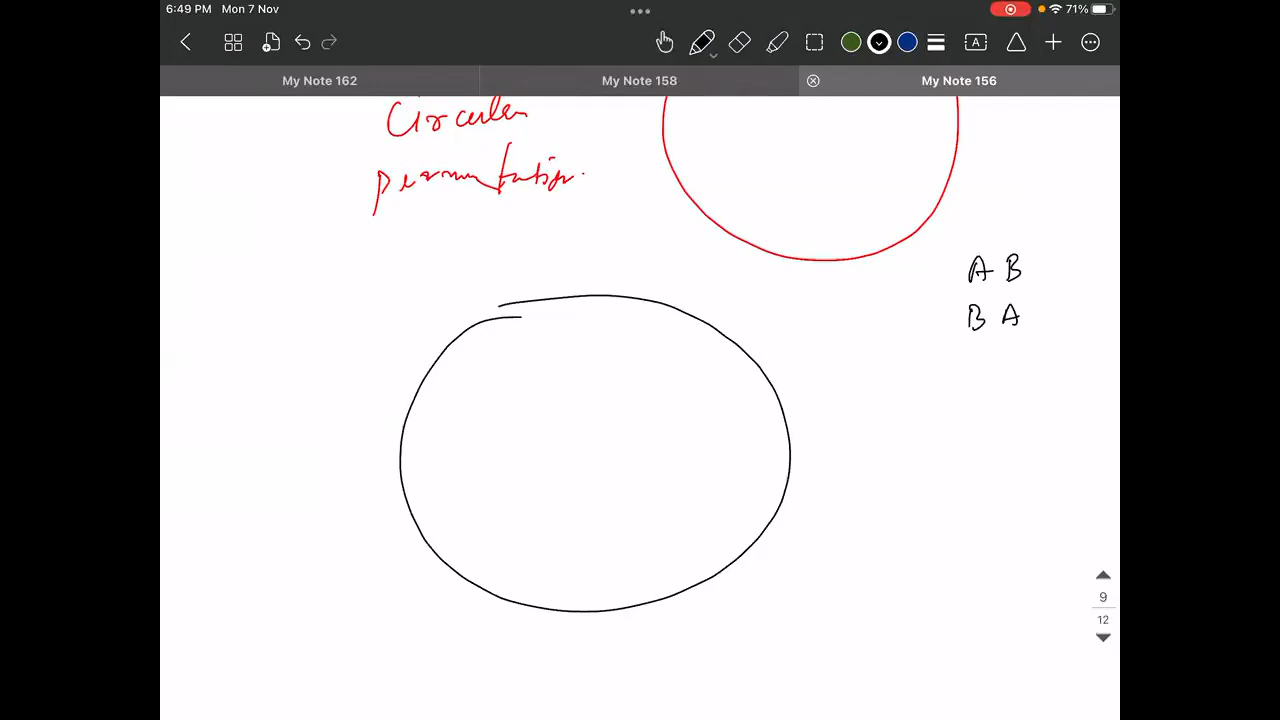 6:49 PM Mon 7 Nov
71%
A
My Note 162 My Note 158 My Note 156
Circular
permutation.
A B
B A
9
12